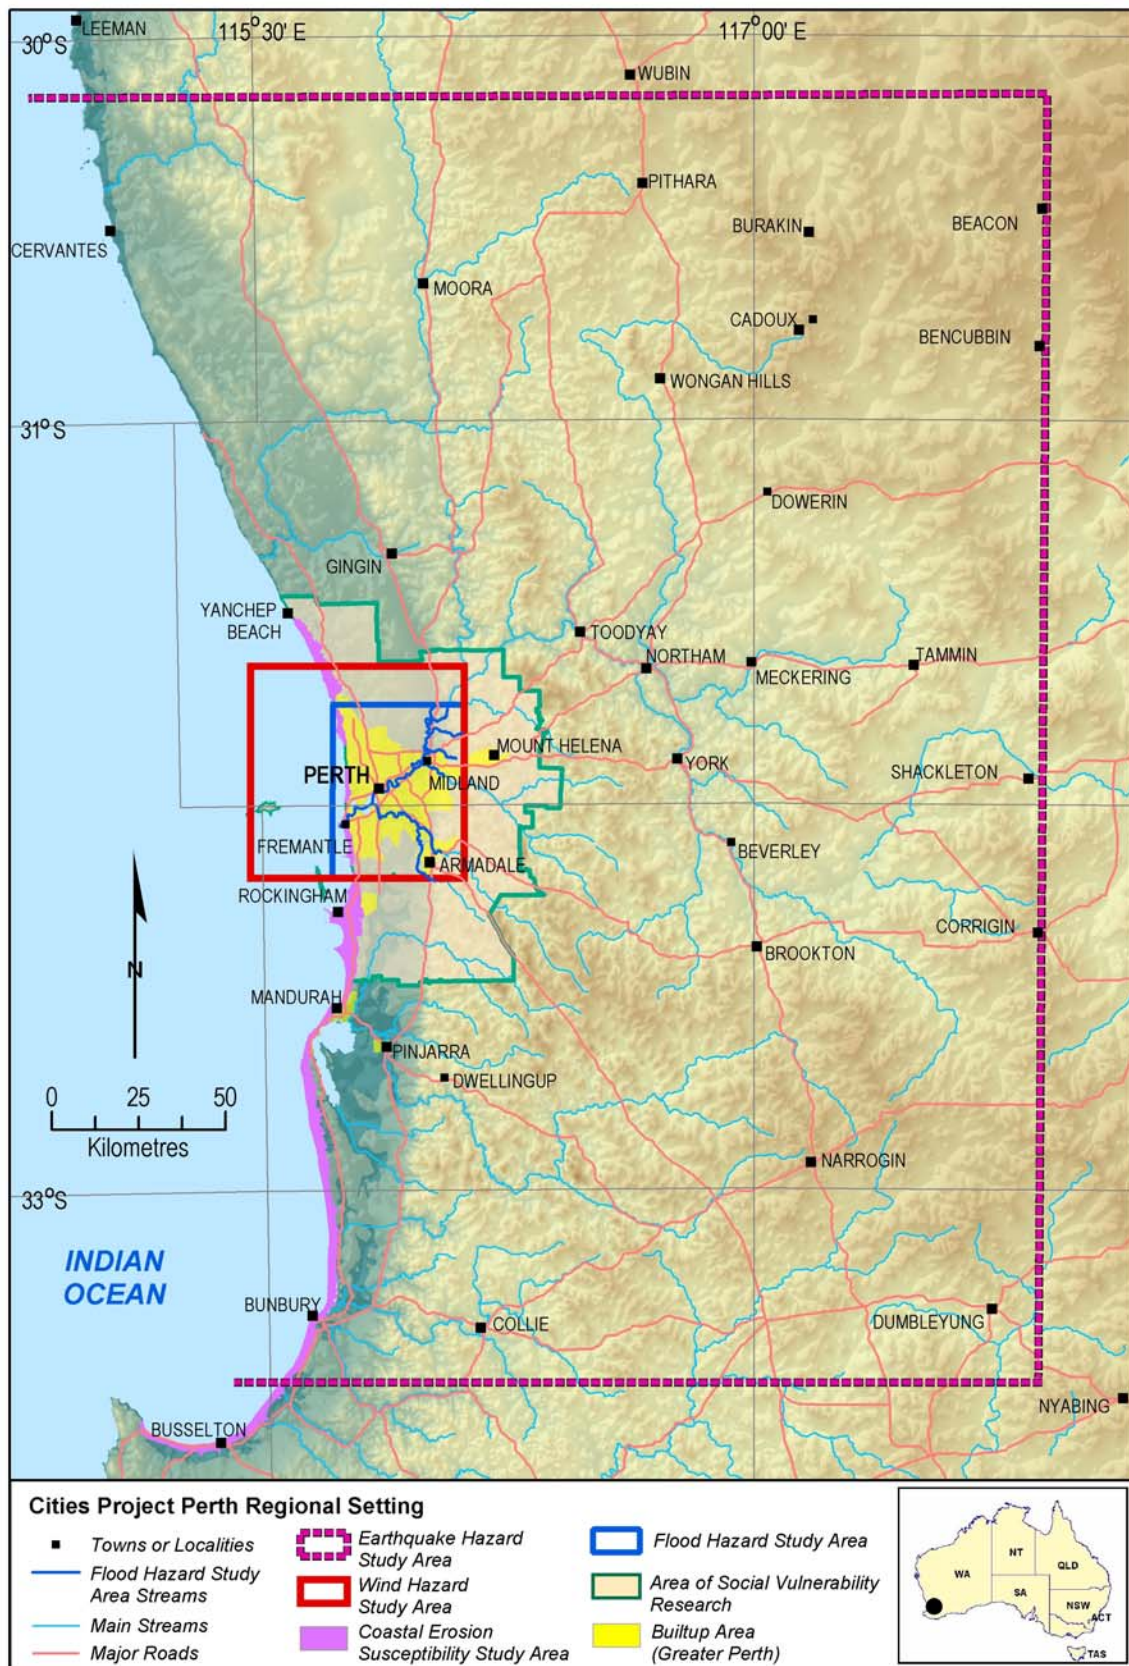 LEEMAN
115°30' E
117°00' E
30°S
WUBIN
PITHARA
BURAKIN
BEACON
CERVANTES
MOORA
CADOUX
BENCUBBIN
WONGAN HILLS
31°S
DOWERIN
GINGIN
YANCHEP
BEACH
TOODYAY
NORTHAM
MECKERING
TAMMIN
MOUNT HELENA
YORK
SHACKLETON
PERTH
MIDLAND
FREMANTLE
BEVERLEY
ARMADALE
ROCKINGHAM
CORRIGIN
BROOKTON
N
MANDURAH
PINJARRA
DWELLINGUP
0 25 50
Kilometres
NARROGIN
33°S
INDIAN
OCEAN
BUNBURY
COLLIE
DUMBLEYUNG
NYABING
BUSSELTON
Cities Project Perth Regional Setting
Towns or Localities
Flood Hazard Study
Area Streams
Main Streams
Major Roads
Earthquake Hazard
Study Area
Wind Hazard
Study Area
Coastal Erosion
Susceptibility Study Area
Flood Hazard Study Area
Area of Social Vulnerability
Research
Builtup Area
(Greater Perth)
WA
NT
QLD
SA
NSW
ACT
TAS